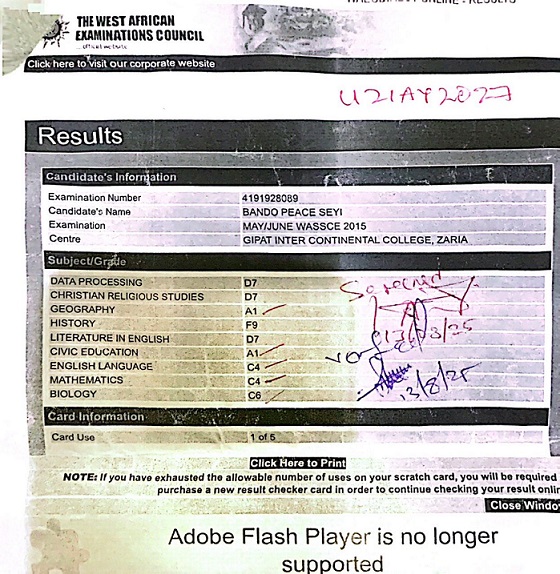 THE WEST AFRICAN
EXAMINATIONS COUNCIL
...official website
Click here to visit our corporate website
U21AY2027
Results
Candidate's Information
Examination Number 4191928089
Candidate's Name BANDO PEACE SEYI
Examination MAY/JUNE WASSCE 2015
Centre GIPAT INTER CONTINENTAL COLLEGE, ZARIA
Subject/Grade
DATA PROCESSING D7
CHRISTIAN RELIGIOUS STUDIES D7
GEOGRAPHY A1
HISTORY F9
LITERATURE IN ENGLISH D7
CIVIC EDUCATION A1
ENGLISH LANGUAGE C4
MATHEMATICS C4
BIOLOGY C6
Screened
13/8/25
13/8/25
Card Information
Card Use 1 of 5
Click Here to Print
NOTE: If you have exhausted the allowable number of uses on your scratch card, you will be required
purchase a new result checker card in order to continue checking your result onlin
Close Windo
Adobe Flash Player is no longer
supported